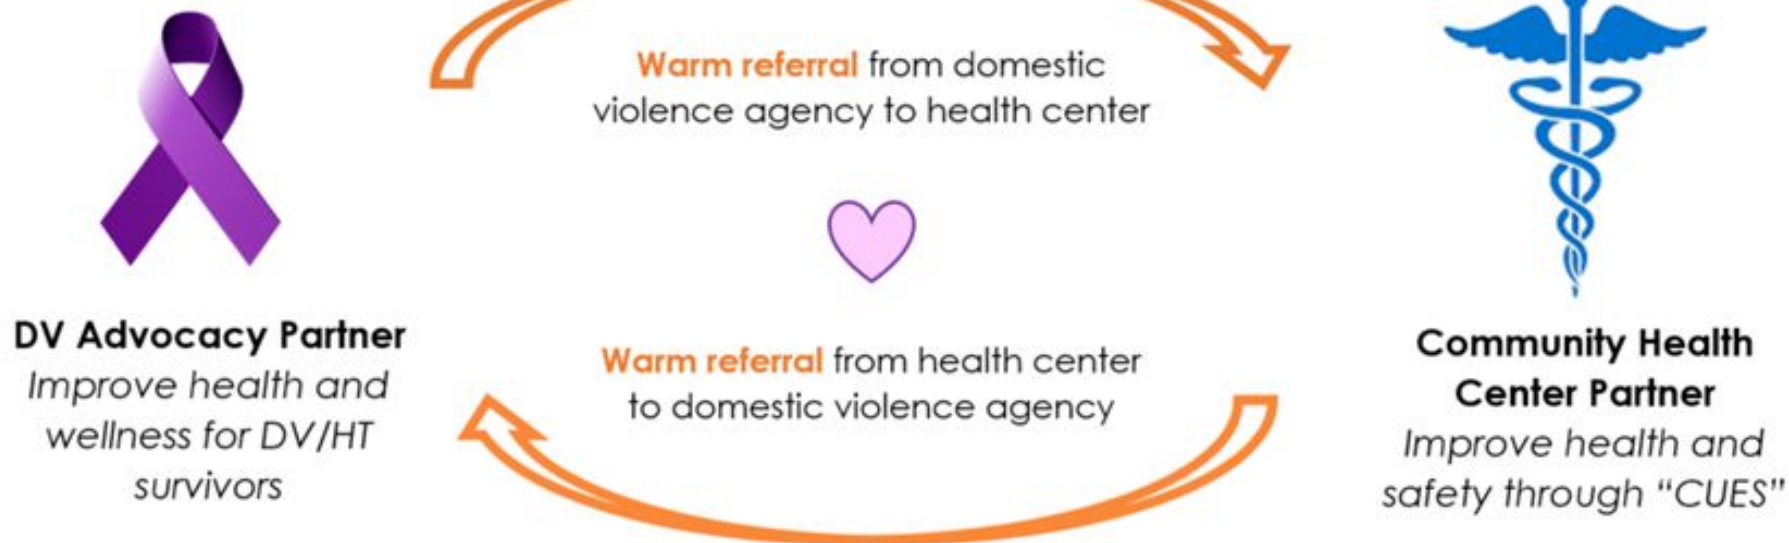 Warm referral from domestic
violence agency to health center
DV Advocacy Partner
Improve health and
wellness for DV/HT
survivors
Warm referral from health center
to domestic violence agency
Community Health
Center Partner
Improve health and
safety through “CUES”